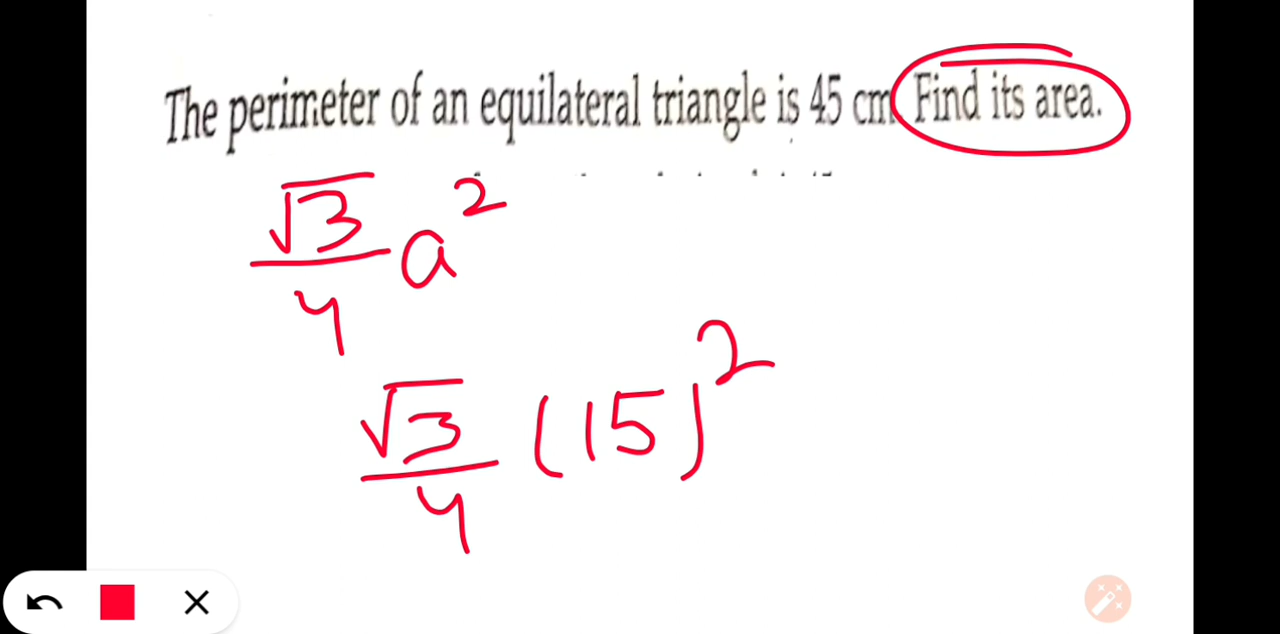 The perimeter of an equilateral triangle is 45 cm Find its area.
√3/4 a²
√3/4 (15)²